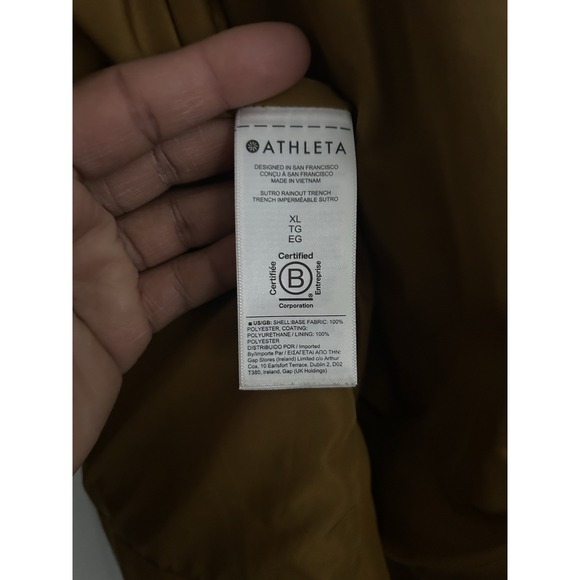 ATHLETA
DESIGNED IN SAN FRANCISCO
CONÇU À SAN FRANCISCO
MADE IN VIETNAM
SUTRO RAINOUT TRENCH
TRENCH IMPERMÉABLE SUTRO
XL
TG
EG
Certified
Certifiée
B
Entreprise
Corporation
■ US/GB: SHELL:BASE FABRIC: 100%
POLYESTER, COATING:
POLYURETHANE / LINING: 100%
POLYESTER
DISTRIBUIDO POR / Imported
By/Importe Par / ΕΙΣΑΓΕΤΑΙ ΑΠΟ ΤΗΝ:
Gap Stores (Ireland) Limited c/o Arthur
Cox, 10 Earlsfort Terrace, Dublin 2, D02
T380, Ireland, Gap (UK Holdings)